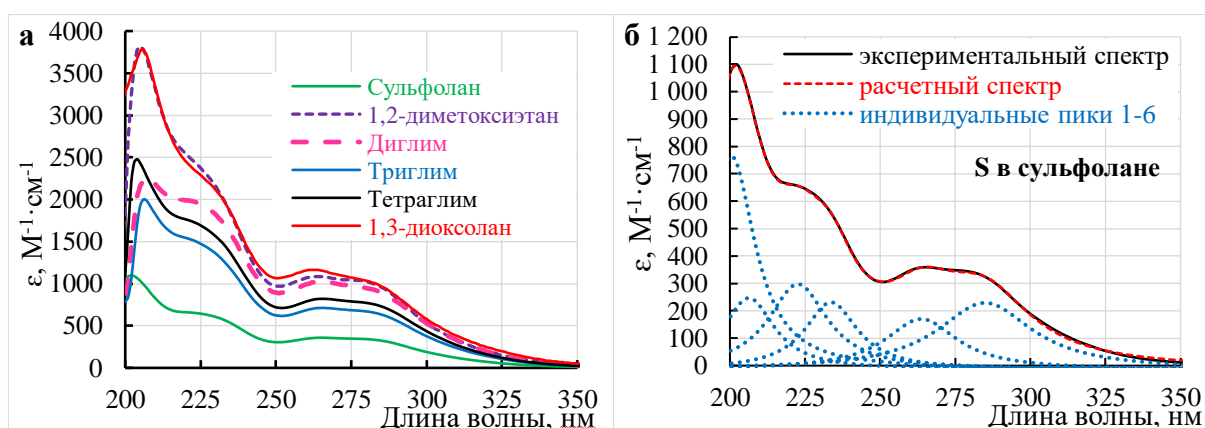 а
ε, М⁻¹·см⁻¹
4000
3500
3000
2500
2000
1500
1000
500
0
Сульфолан
1,2-диметоксиэтан
Диглим
Триглим
Тетраглим
1,3-диоксолан
200 225 250 275 300 325 350
Длина волны, нм
б
ε, М⁻¹·см⁻¹
1 200
1 100
1 000
900
800
700
600
500
400
300
200
100
0
экспериментальный спектр
расчетный спектр
индивидуальные пики 1-6
S в сульфолане
200 225 250 275 300 325 350
Длина волны, нм